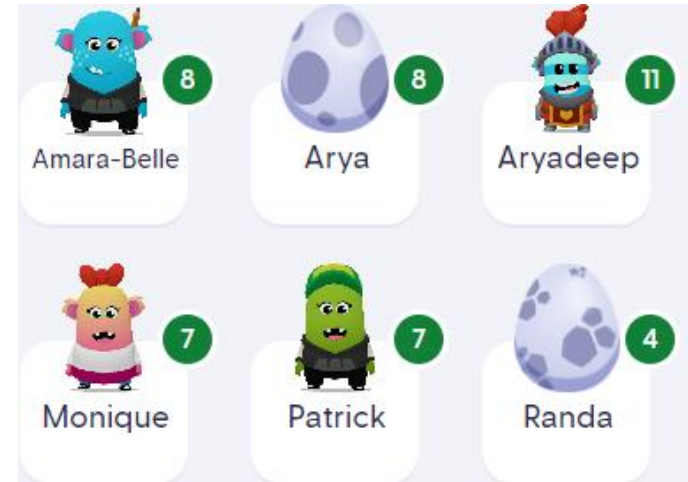 8
8
11
Amara-Belle
Arya
Aryadeep
7
7
4
Monique
Patrick
Randa